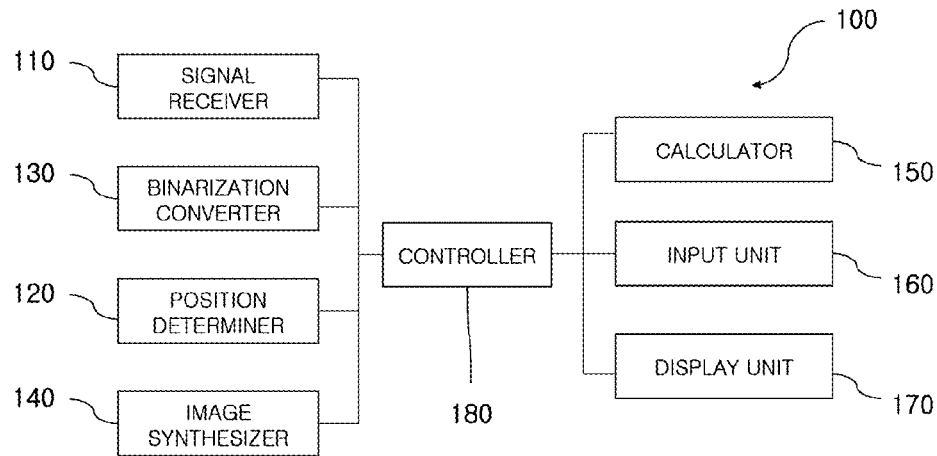 100
110
SIGNAL
RECEIVER
130
BINARIZATION
CONVERTER
120
POSITION
DETERMINER
140
IMAGE
SYNTHESIZER
CONTROLLER
180
CALCULATOR
150
INPUT UNIT
160
DISPLAY UNIT
170